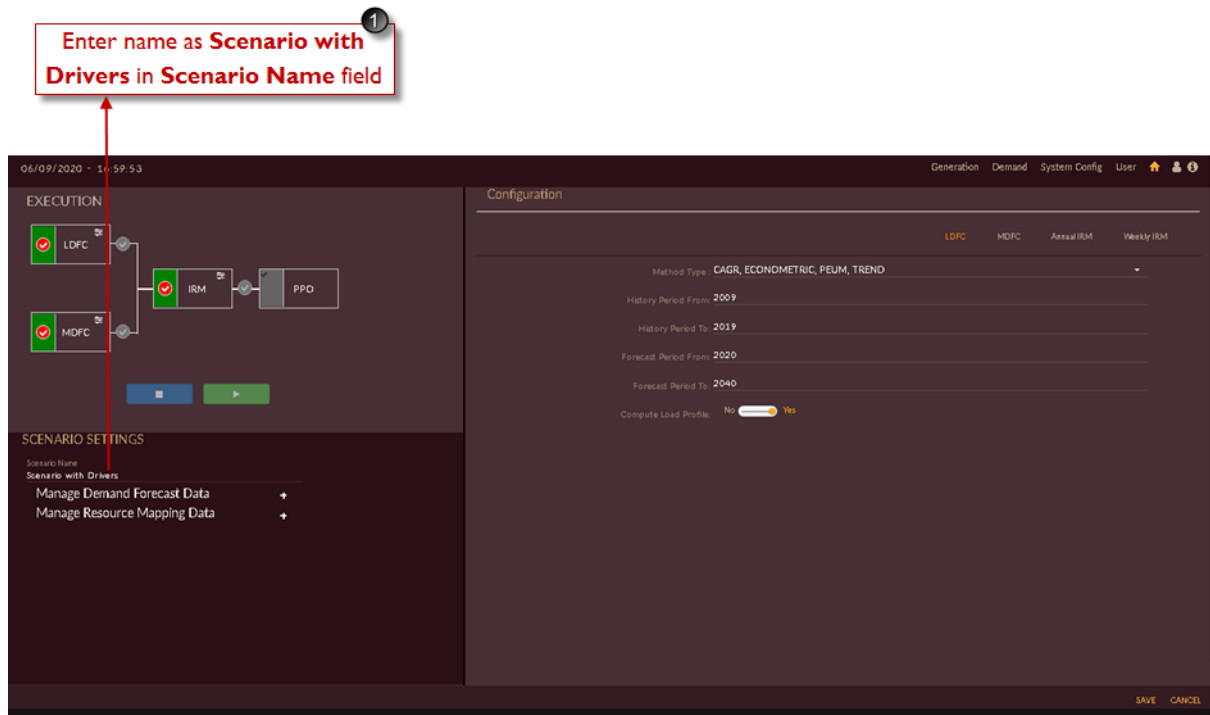 1
Enter name as Scenario with
Drivers in Scenario Name field
06/09/2020 - 16:59:53
Generation Demand System Config User
EXECUTION
Configuration
LDFC MDFC Annual IRM Weekly IRM
LDFC
IRM PPD
MDFC
Method Type : CAGR, ECONOMETRIC, PEUM, TREND
History Period From: 2009
History Period To: 2019
Forecast Period From: 2020
Forecast Period To: 2040
Compute Load Profile: No Yes
SCENARIO SETTINGS
Scenario Name
Scenario with Drivers
Manage Demand Forecast Data +
Manage Resource Mapping Data +
SAVE CANCEL